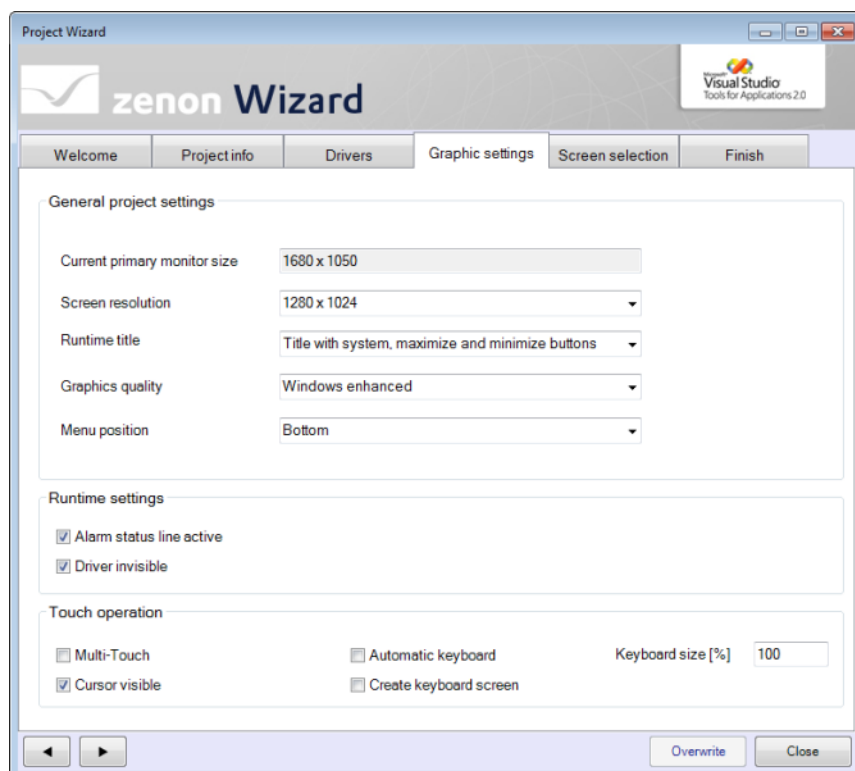 Project Wizard
zenon Wizard
Microsoft
Visual Studio
Tools for Applications 2.0
Welcome
Project info
Drivers
Graphic settings
Screen selection
Finish
General project settings
Current primary monitor size 1680 x 1050
Screen resolution 1280 x 1024
Runtime title Title with system, maximize and minimize buttons
Graphics quality Windows enhanced
Menu position Bottom
Runtime settings
Alarm status line active
Driver invisible
Touch operation
Multi-Touch Automatic keyboard Keyboard size [%] 100
Cursor visible Create keyboard screen
Overwrite Close